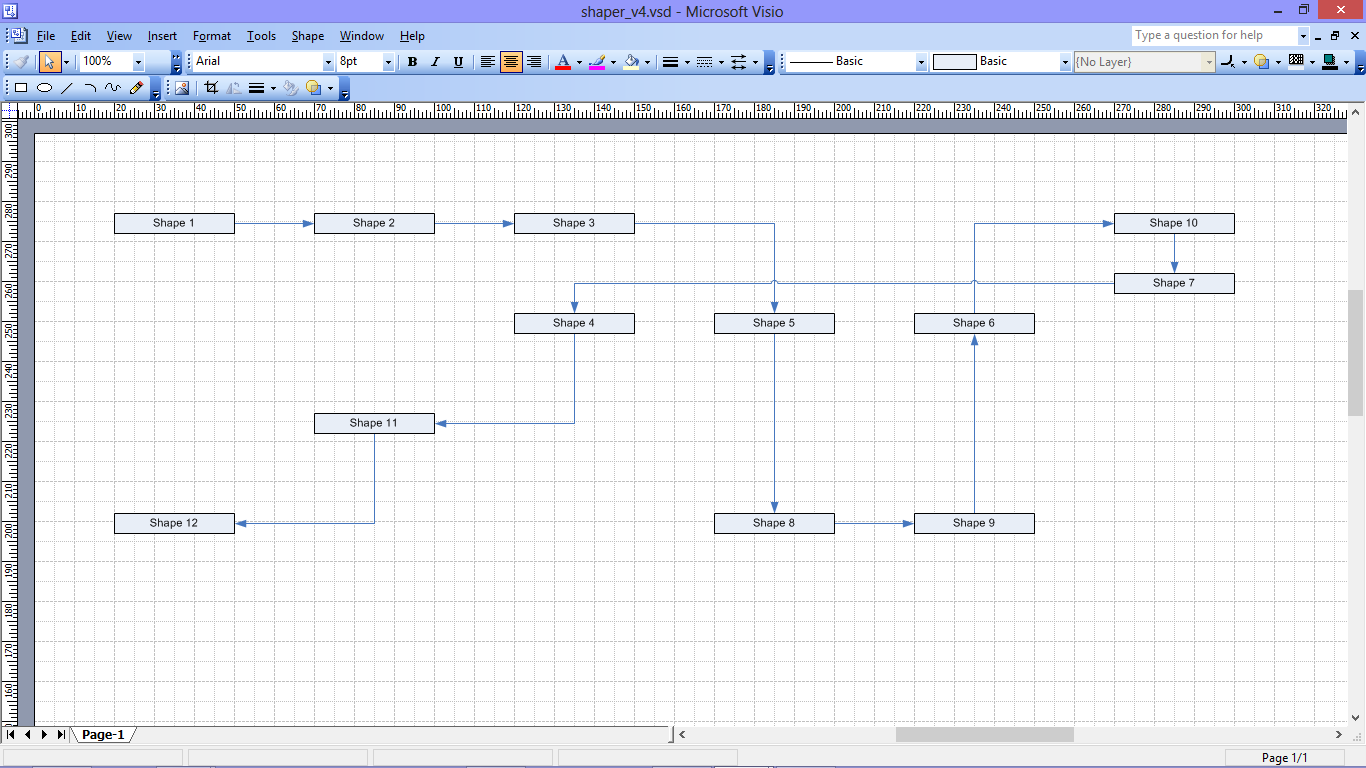 shaper_v4.vsd - Microsoft Visio
File Edit View Insert Format Tools Shape Window Help Type a question for help
100% Arial 8pt B I U A Basic Basic {No Layer}
0 10 20 30 40 50 60 70 80 90 100 110 120 130 140 150 160 170 180 190 200 210 220 230 240 250 260 270 280 290 300 310 320
300
290
280
270
260
250
240
230
220
210
200
190
180
170
160
Shape 1 Shape 2 Shape 3 Shape 10
Shape 7
Shape 4 Shape 5 Shape 6
Shape 11
Shape 12 Shape 8 Shape 9
Page-1
Page 1/1